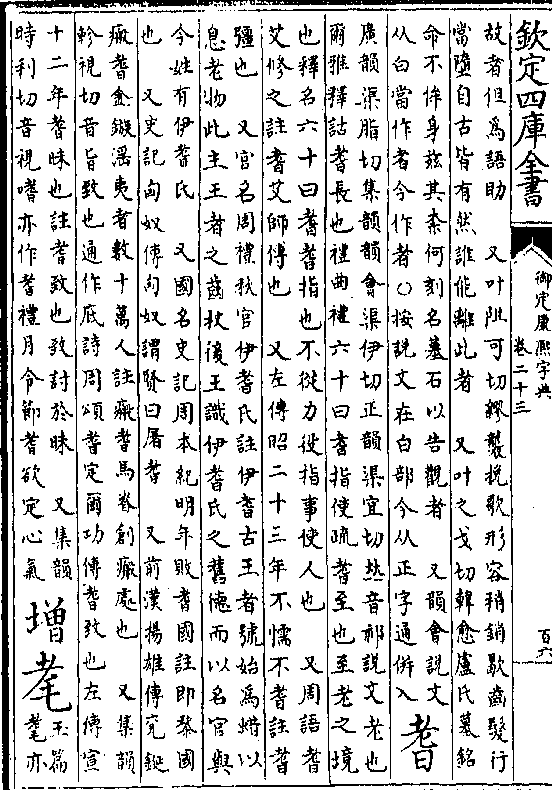 欽定四庫全書
御定康熙字典
卷二十三
百六
故者但爲語助　又叶阻可切繆襲挽歌形容稍銷歇齒髮行
當墮自古皆有然誰能離此者　又叶之戈切韓愈盧氏墓銘
命不侔身玆其柰何刻名墓石以告觀者　又韻會說文
从白當作者今作者○按說文在白部今从正字通併入　耆
廣韻渠脂切集韻韻會渠伊切正韻渠宜切𠀤音祁說文老也
爾雅釋詁耆長也禮曲禮六十曰耆指使疏耆至也至老之境
也釋名六十曰耆耆指也不從力役指事使人也　又周語耆
艾修之註耆艾師傅也　又左傳昭二十三年不懦不耆註耆
彊也　又官名周禮秋官伊耆氏註伊耆古王者號始爲蜡以
息老物此主王者之齒杖後王識伊耆氏之舊德而以名官與
今姓有伊耆氏　又國名史記周本紀明年敗耆國註即黎國
也　又史記匈奴傳匈奴謂賢曰屠耆　又前漢揚雄傳兗鋋
瘢耆金鏃淫夷者數十萬人註瘢耆馬脊創瘢處也　又集韻
軫視切音旨致也通作厎詩周頌耆定爾功傳耆致也左傳宣
十二年耆昧也註耆致也致討於昧　又集韻
時利切音視嗜亦作耆禮月令節耆欲定心氣　增　耄　玉篇
耄亦